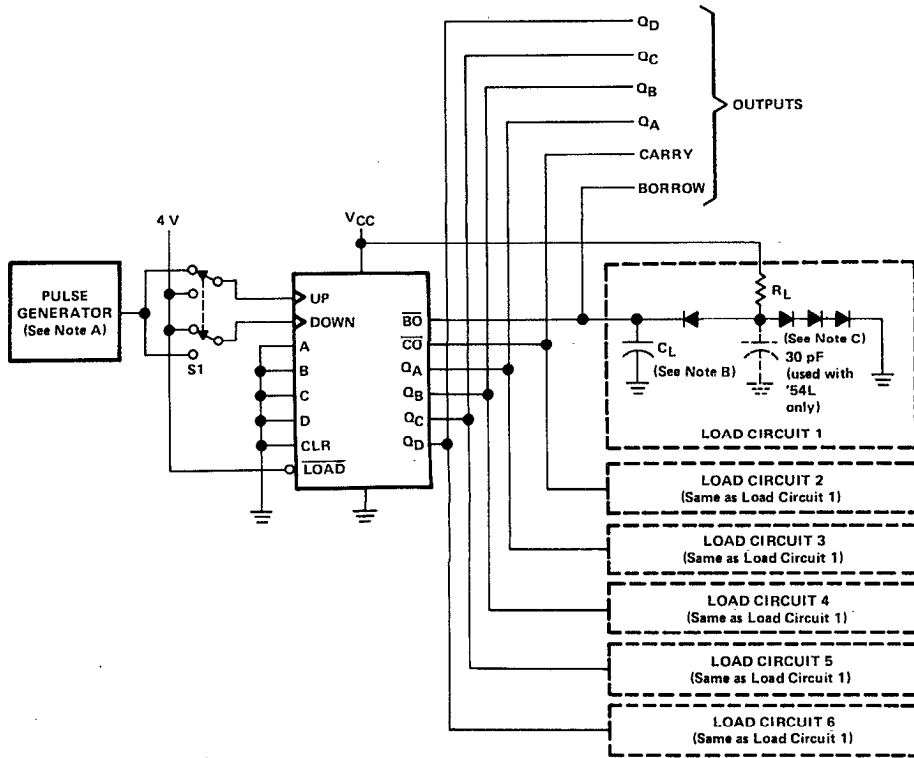 QD
QC
QB
QA
CARRY
BORROW
OUTPUTS
4 V
VCC
PULSE
GENERATOR
(See Note A)
S1
UP
DOWN
A
B
C
D
CLR
LOAD
BO
CO
QA
QB
QC
QD
RL
CL
(See Note B)
(See Note C)
30 pF
(used with
'54L
only)
LOAD CIRCUIT 1
LOAD CIRCUIT 2
(Same as Load Circuit 1)
LOAD CIRCUIT 3
(Same as Load Circuit 1)
LOAD CIRCUIT 4
(Same as Load Circuit 1)
LOAD CIRCUIT 5
(Same as Load Circuit 1)
LOAD CIRCUIT 6
(Same as Load Circuit 1)